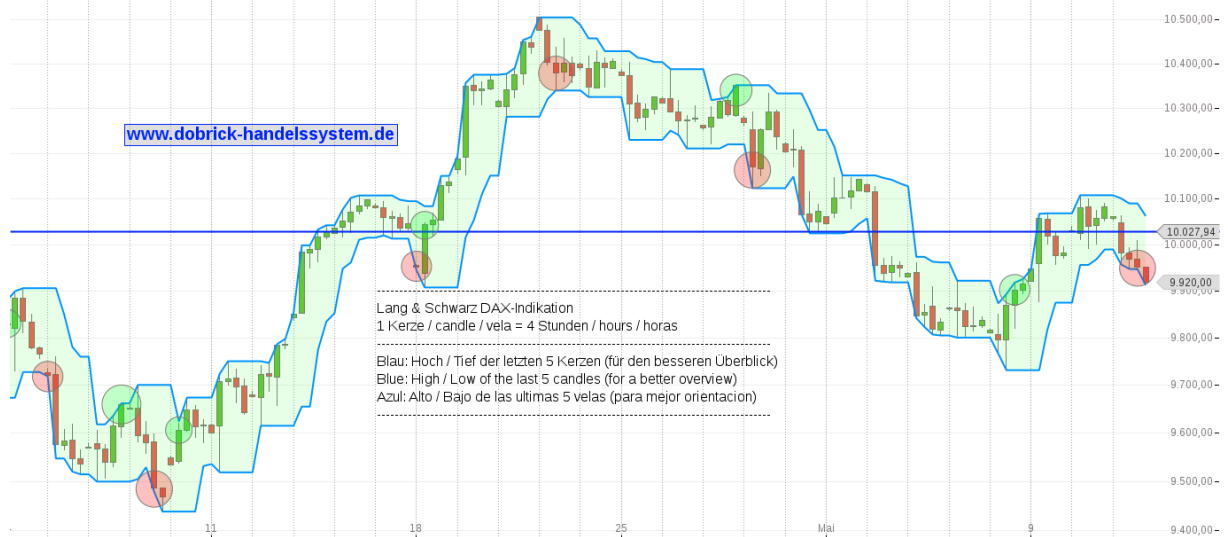 10.500,00
10.400,00
10.300,00
www.dobrick-handelssystem.de
10.200,00
10.100,00
10.027,94
10.000,00
9.920,00
Lang & Schwarz DAX-Indikation
1 Kerze / candle / vela = 4 Stunden / hours / horas
9.800,00
Blau: Hoch / Tief der letzten 5 Kerzen (für den besseren Überblick)
Blue: High / Low of the last 5 candles (for a better overview)
Azul: Alto / Bajo de las ultimas 5 velas (para mejor orientacion)
9.700,00
9.600,00
9.500,00
9.400,00
11 18 25 Mai 9